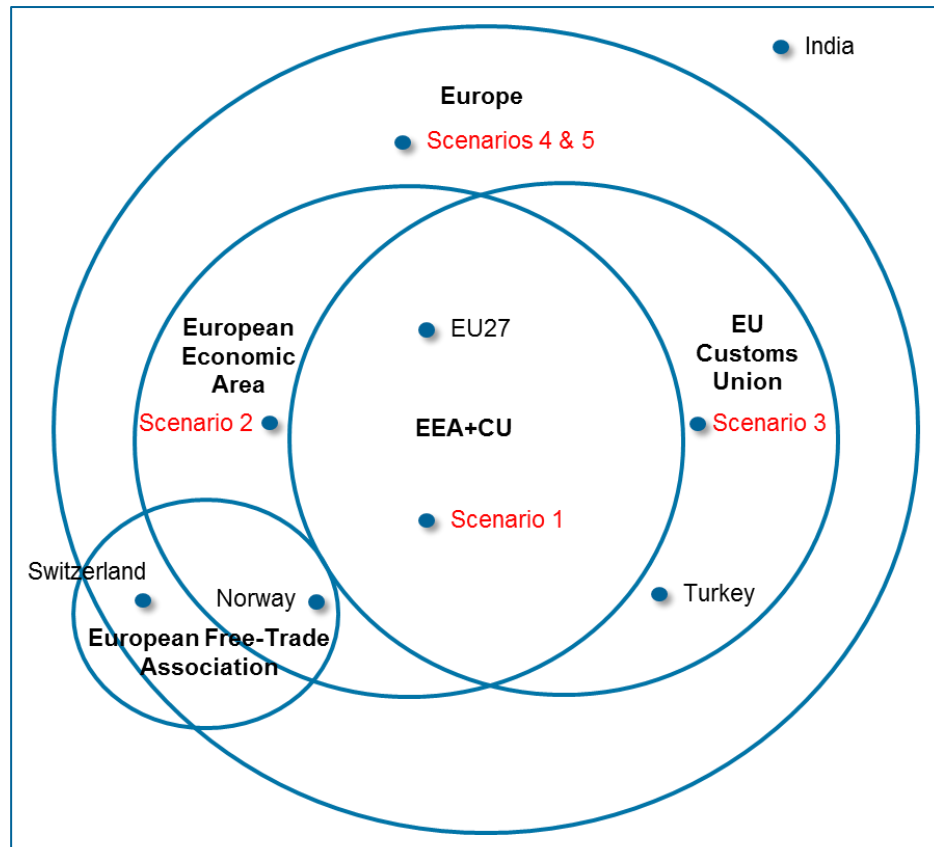 India
Europe
Scenarios 4 & 5
European
Economic
Area
EU27
EU
Customs
Union
Scenario 2
EEA+CU
Scenario 3
Scenario 1
Switzerland
Norway
Turkey
European Free-Trade
Association